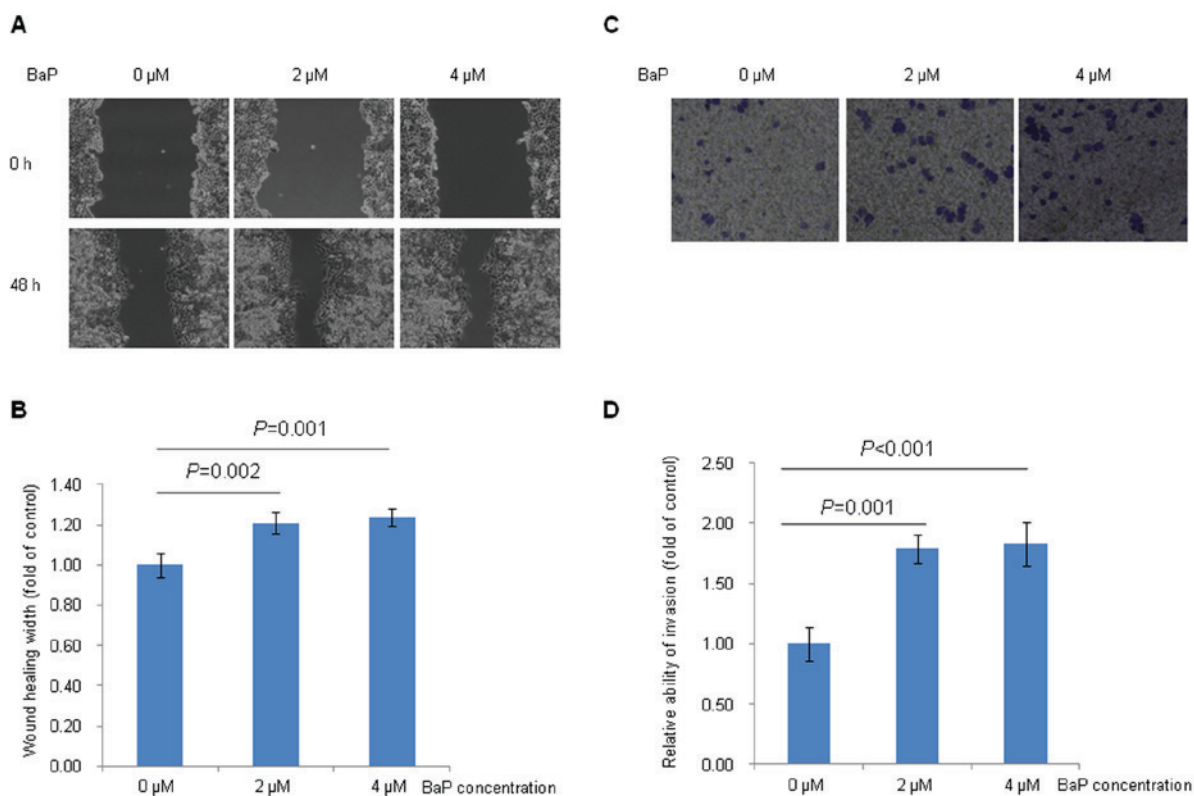 A
BaP 0 µM 2 µM 4 µM
0 h
48 h
B
P=0.001
P=0.002
Wound healing width (fold of control)
1.40
1.20
1.00
0.80
0.60
0.40
0.20
0.00
0 µM 2 µM 4 µM BaP concentration
C
BaP 0 µM 2 µM 4 µM
D
P<0.001
P=0.001
Relative ability of invasion (fold of control)
2.50
2.00
1.50
1.00
0.50
0.00
0 µM 2 µM 4 µM BaP concentration